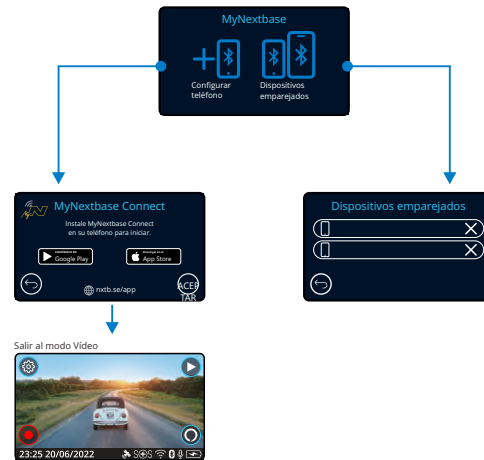 MyNextbase
Configurar
teléfono
Dispositivos
emparejados
MyNextbase Connect
Instale MyNextbase Connect
en su teléfono para iniciar.
Google Play
App Store
nxtb.se/app
ACEP
TAR
Dispositivos emparejados
Salir al modo Vídeo
23:25 20/06/2022
SOS